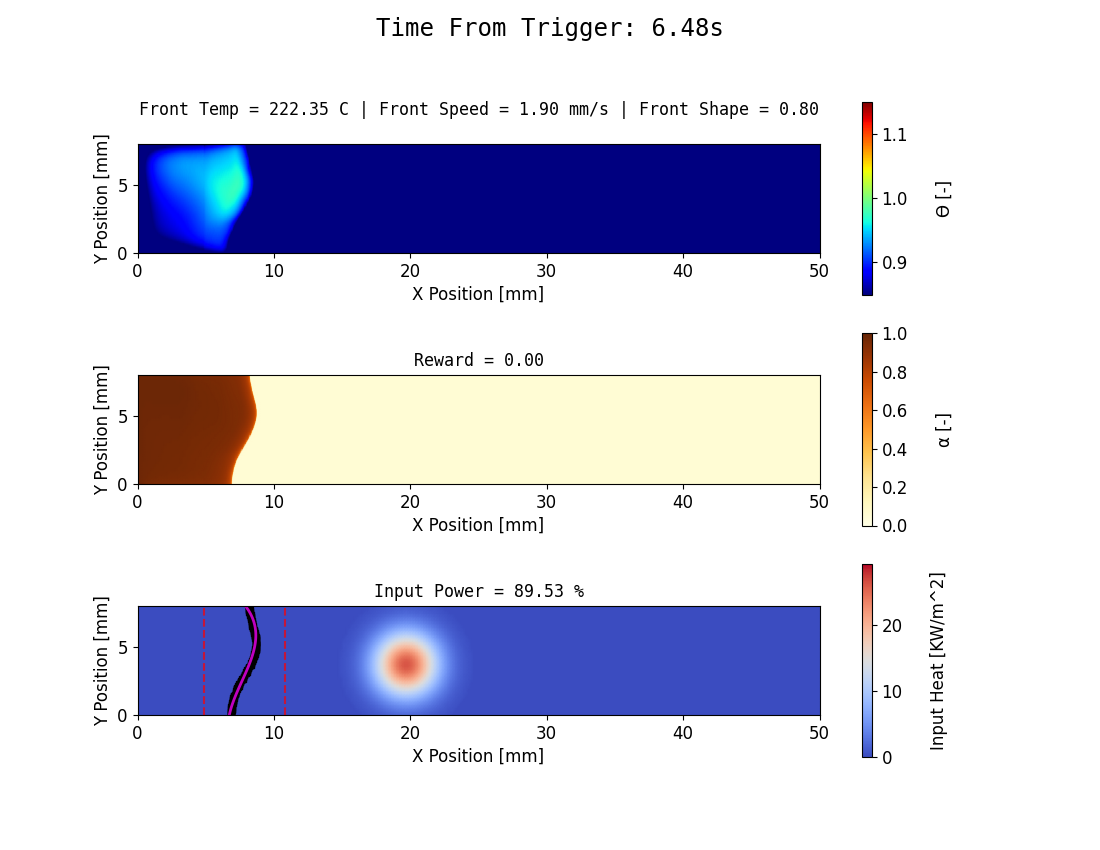 Time From Trigger: 6.48s
Front Temp = 222.35 C | Front Speed = 1.90 mm/s | Front Shape = 0.80
Y Position [mm]
5
0
0 10 20 30 40 50
X Position [mm]
1.1
1.0
0.9
Θ [-]
Reward = 0.00
Y Position [mm]
5
0
0 10 20 30 40 50
X Position [mm]
1.0
0.8
0.6
0.4
0.2
0.0
α [-]
Input Power = 89.53 %
Y Position [mm]
5
0
0 10 20 30 40 50
X Position [mm]
20
10
0
Input Heat [KW/m^2]